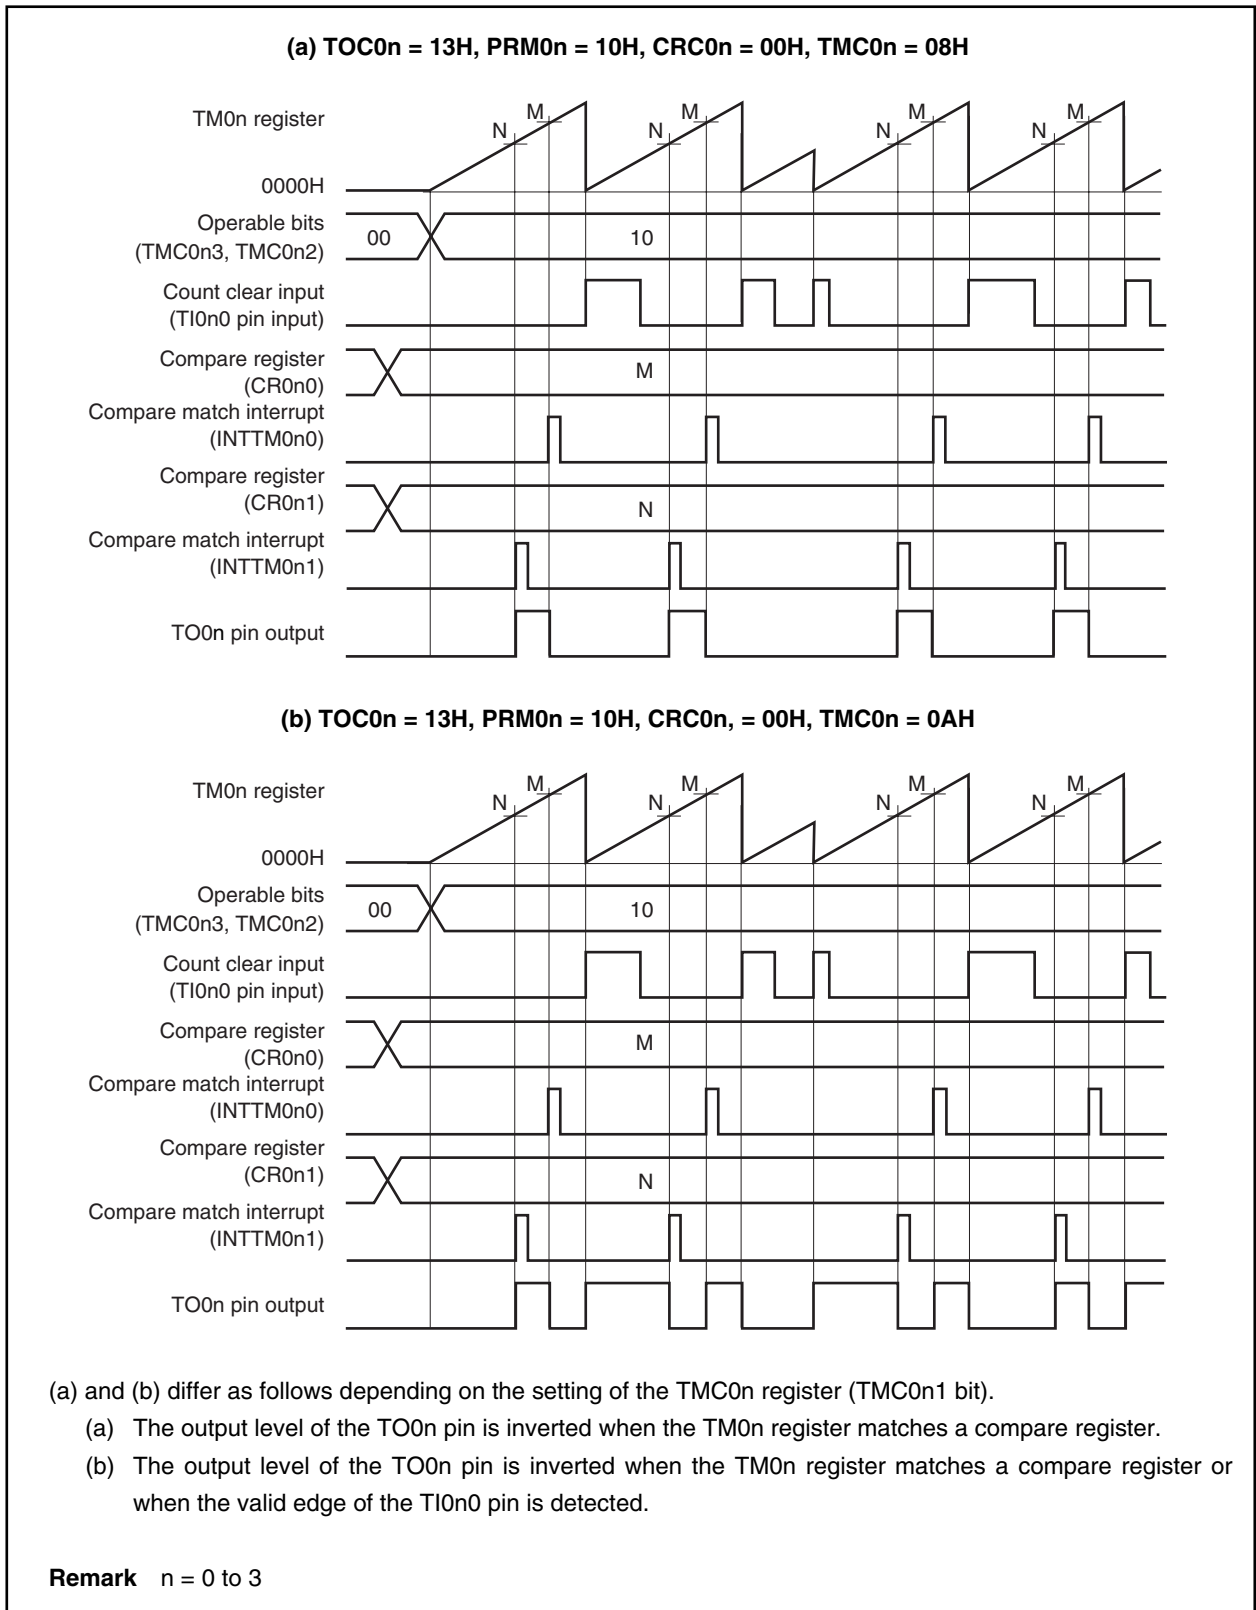 (a) TOC0n = 13H, PRM0n = 10H, CRC0n = 00H, TMC0n = 08H
TM0n register
N
M
N
M
N
M
N
M
0000H
Operable bits
(TMC0n3, TMC0n2)
00
10
Count clear input
(TI0n0 pin input)
Compare register
(CR0n0)
M
Compare match interrupt
(INTTM0n0)
Compare register
(CR0n1)
N
Compare match interrupt
(INTTM0n1)
TO0n pin output
(b) TOC0n = 13H, PRM0n = 10H, CRC0n, = 00H, TMC0n = 0AH
TM0n register
N
M
N
M
N
M
N
M
0000H
Operable bits
(TMC0n3, TMC0n2)
00
10
Count clear input
(TI0n0 pin input)
Compare register
(CR0n0)
M
Compare match interrupt
(INTTM0n0)
Compare register
(CR0n1)
N
Compare match interrupt
(INTTM0n1)
TO0n pin output
(a) and (b) differ as follows depending on the setting of the TMC0n register (TMC0n1 bit).
(a) The output level of the TO0n pin is inverted when the TM0n register matches a compare register.
(b) The output level of the TO0n pin is inverted when the TM0n register matches a compare register or
when the valid edge of the TI0n0 pin is detected.
Remark n = 0 to 3